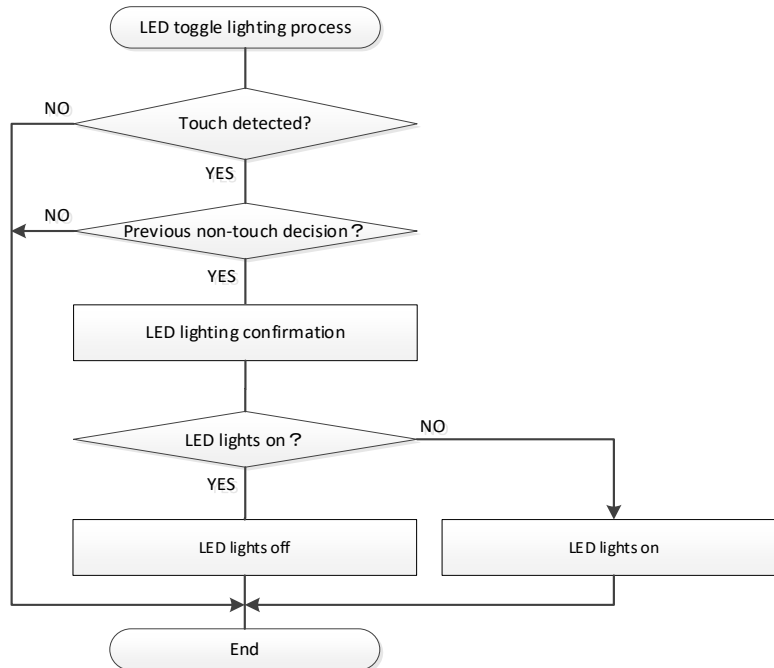 LED toggle lighting process
NO
Touch detected?
YES
NO
Previous non-touch decision？
YES
LED lighting confirmation
LED lights on？
NO
YES
LED lights off
LED lights on
End